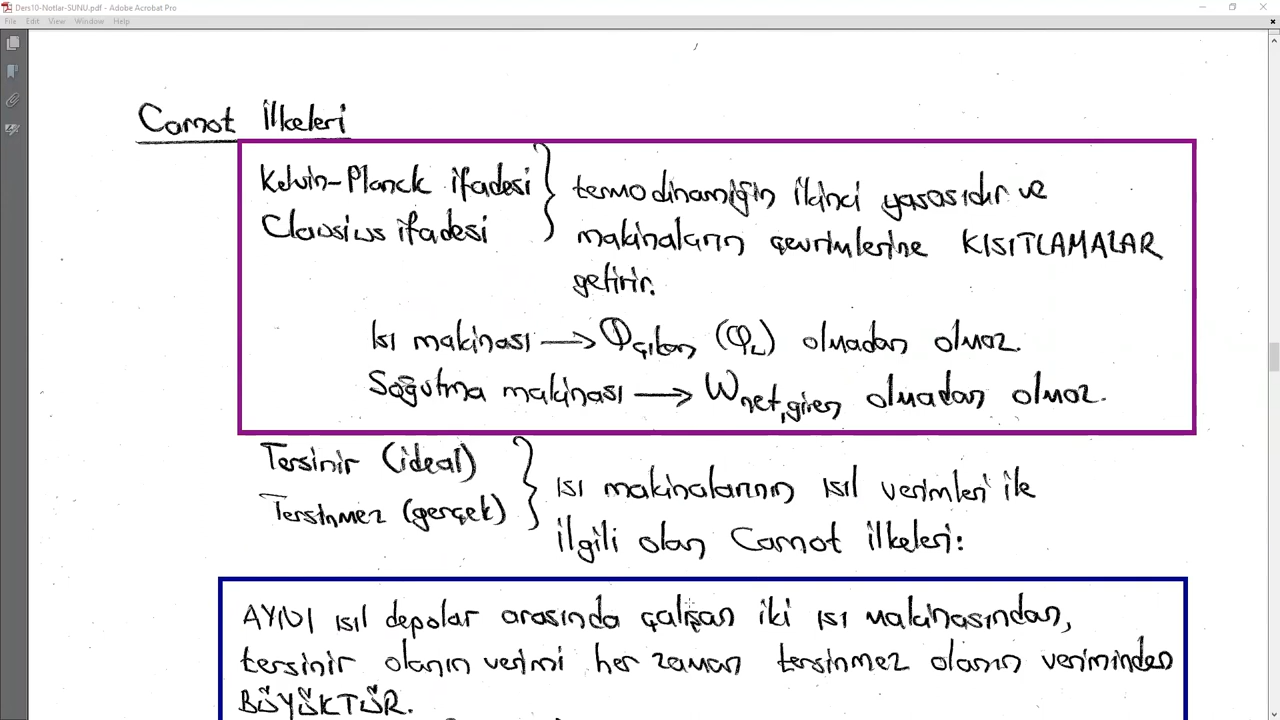 Ders10-Notlar-SUNU.pdf - Adobe Acrobat Pro
File Edit View Window Help
Carnot İlkeleri
Kelvin-Planck ifadesi
Clausius ifadesi
termodinamiğin ikinci yasasıdır ve
makinaların çevrimlerine KISITLAMALAR
getirir.
Isı makinası → Qçıkan (QL) olmadan olmaz.
Soğutma makinası → Wnet,giren olmadan olmaz.
Tersinir (ideal)
Tersinmez (gerçek)
ısı makinalarının ısıl verimleri ile
ilgili olan Carnot ilkeleri:
AYNI ısıl depolar arasında çalışan iki ısı makinasından,
tersinir olanın verimi her zaman tersinmez olanın veriminden
BÜYÜKTÜR.